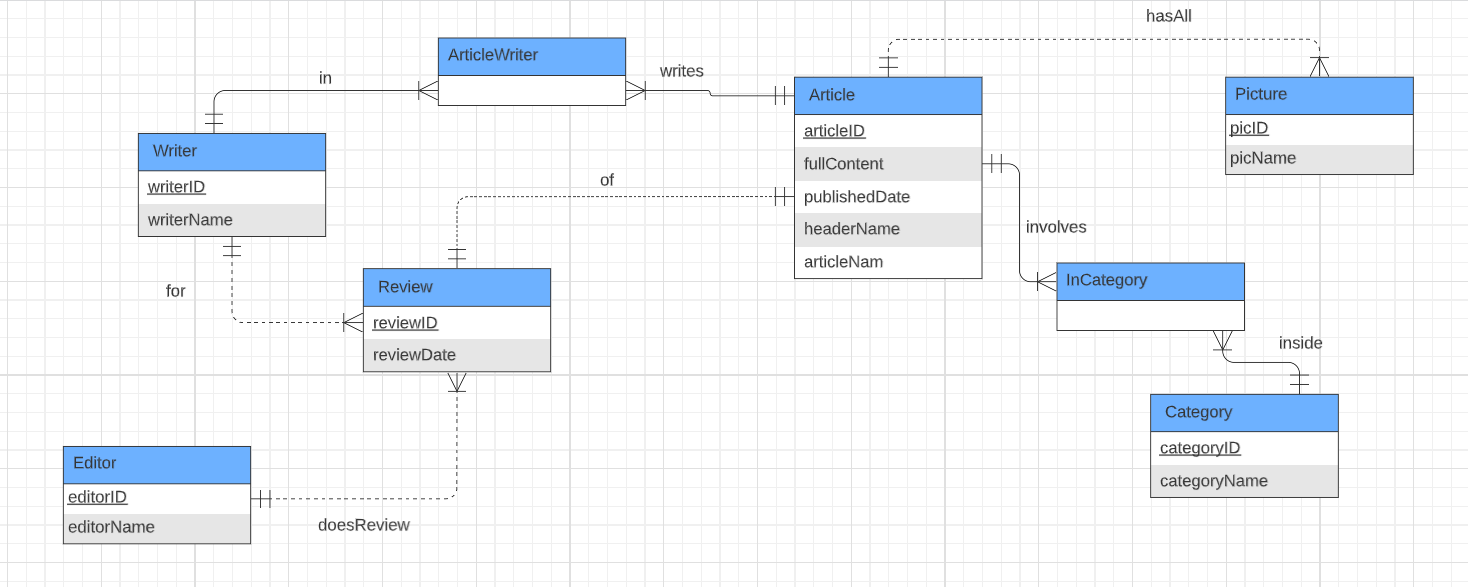 hasAll
ArticleWriter
writes
in
Article
articleID
fullContent
publishedDate
headerName
articleNam
Picture
picID
picName
Writer
writerID
writerName
of
involves
for
Review
reviewID
reviewDate
InCategory
inside
Category
categoryID
categoryName
Editor
editorID
editorName
doesReview